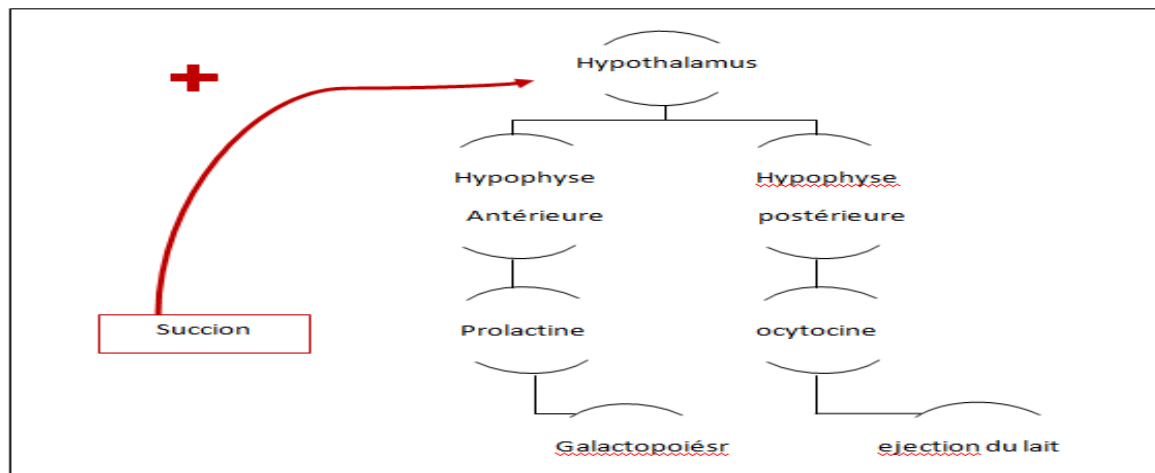 Hypothalamus
Hypophyse
Antérieure
Hypophyse
postérieure
Succion
Prolactine
ocytocine
Galactopoiésr
ejection du lait